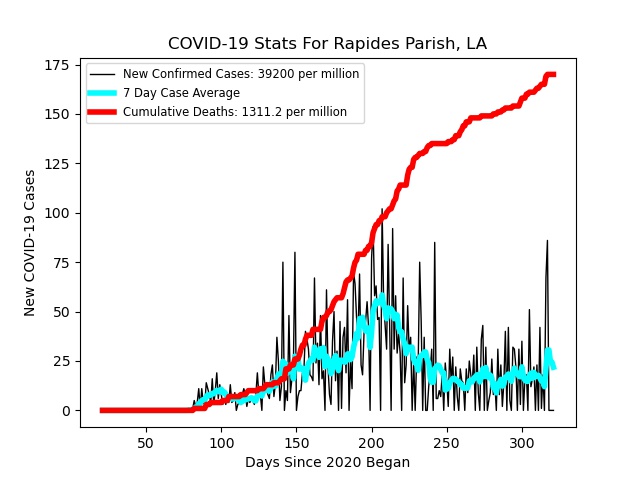 COVID-19 Stats For Rapides Parish, LA
New Confirmed Cases: 39200 per million
7 Day Case Average
Cumulative Deaths: 1311.2 per million
New COVID-19 Cases
175
150
125
100
75
50
25
0
50 100 150 200 250 300
Days Since 2020 Began